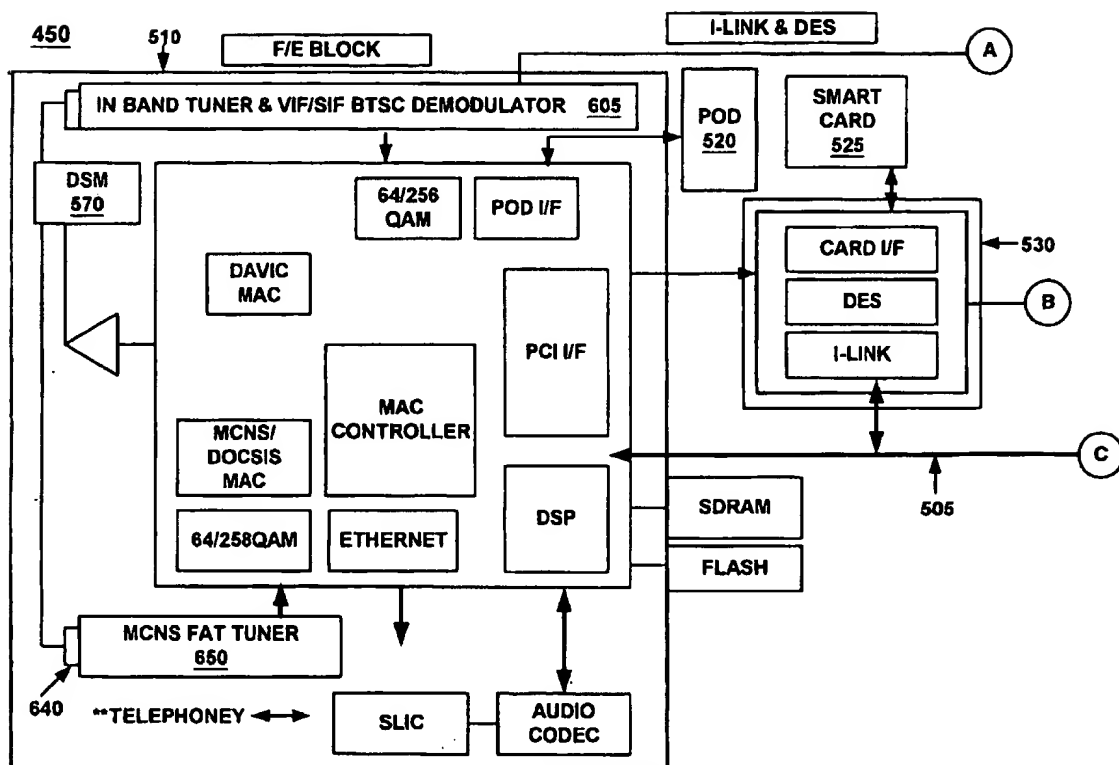 450
510
F/E BLOCK
I-LINK & DES
A
IN BAND TUNER & VIF/SIF BTSC DEMODULATOR 605
POD
520
SMART
CARD
525
DSM
570
64/256
QAM
POD I/F
530
CARD I/F
DAVIC
MAC
DES
B
PCI I/F
I-LINK
MAC
CONTROLLER
MCNS/
DOCSIS
MAC
C
505
DSP
SDRAM
64/258QAM
ETHERNET
FLASH
MCNS FAT TUNER
650
640
**TELEPHONEY
SLIC
AUDIO
CODEC